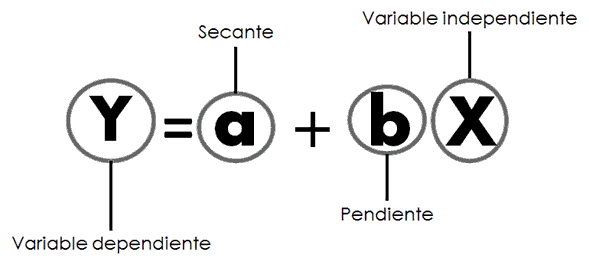 Variable independiente
Secante
Y = a + b X
Pendiente
Variable dependiente